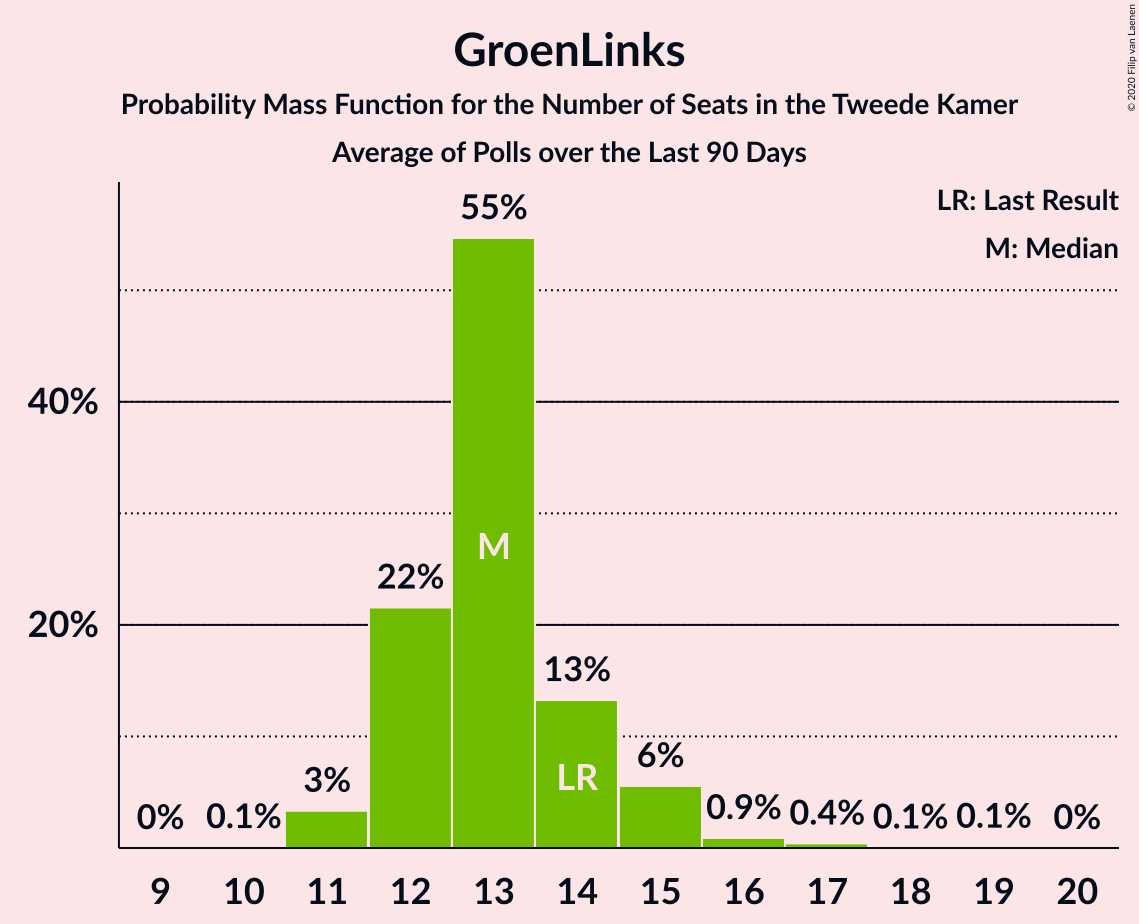 GroenLinks
Probability Mass Function for the Number of Seats in the Tweede Kamer
Average of Polls over the Last 90 Days
© 2020 Filip van Laenen
LR: Last Result
M: Median
55%
40%
M
22%
20%
13%
LR
6%
3%
0%
0.1%
0.9%
0.4%
0.1%
0.1%
0%
9 10 11 12 13 14 15 16 17 18 19 20